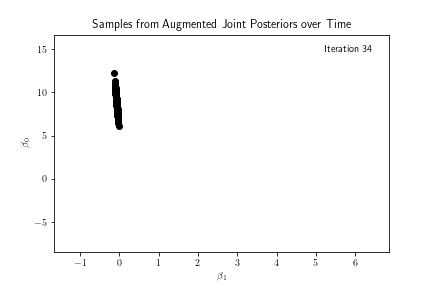 Samples from Augmented Joint Posteriors over Time
Iteration 34
15
10
5
0
−5
β₀
−1 0 1 2 3 4 5 6
β₁